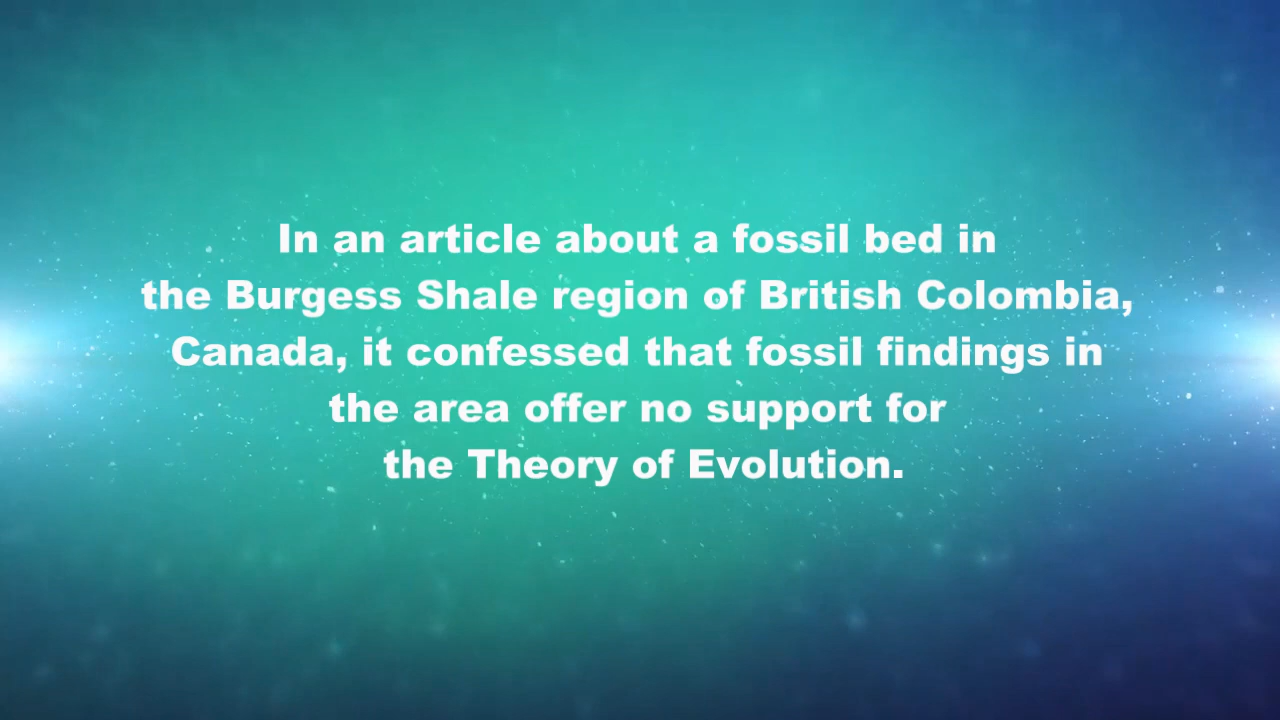 In an article about a fossil bed in
the Burgess Shale region of British Colombia,
Canada, it confessed that fossil findings in
the area offer no support for
the Theory of Evolution.